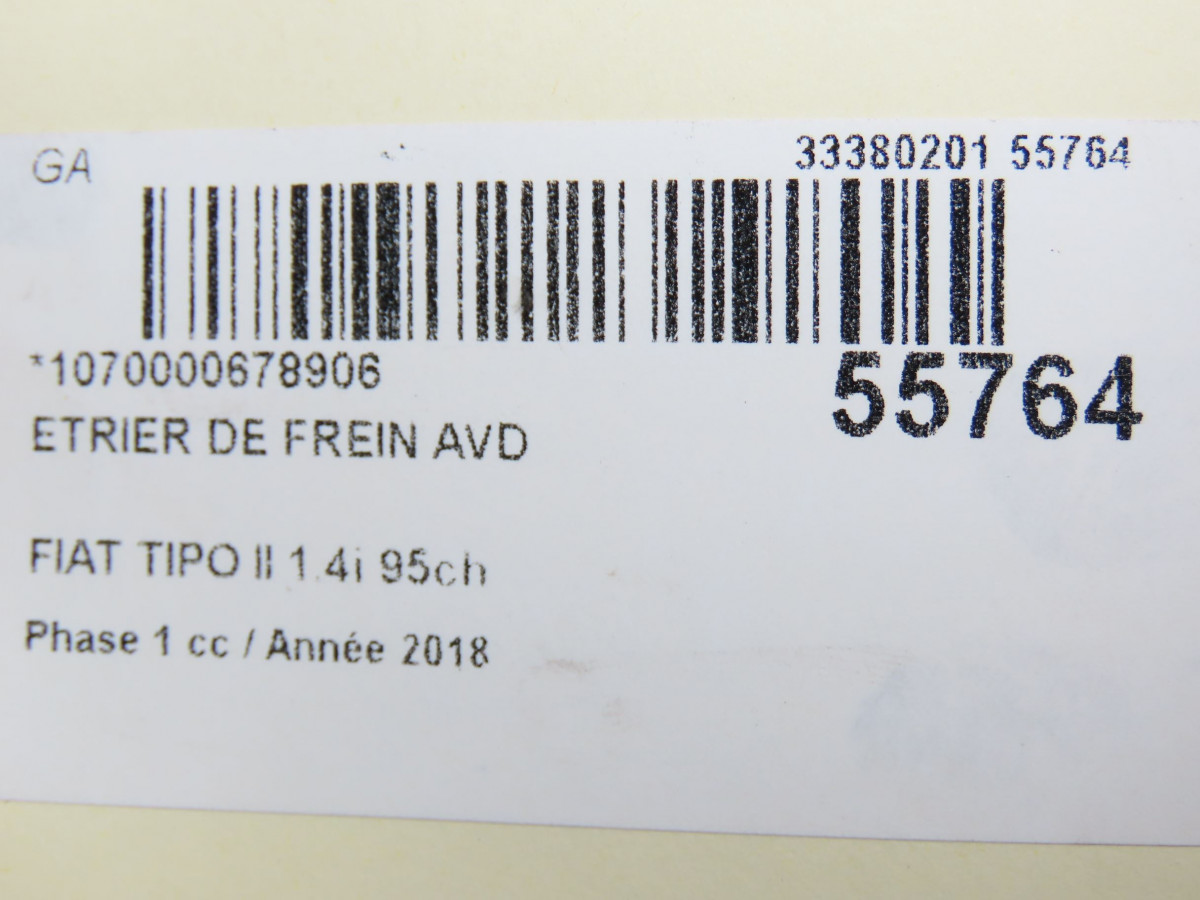 GA
33380201 55764
*1070000678906
55764
ETRIER DE FREIN AVD
FIAT TIPO II 1.4i 95ch
Phase 1 cc / Année 2018